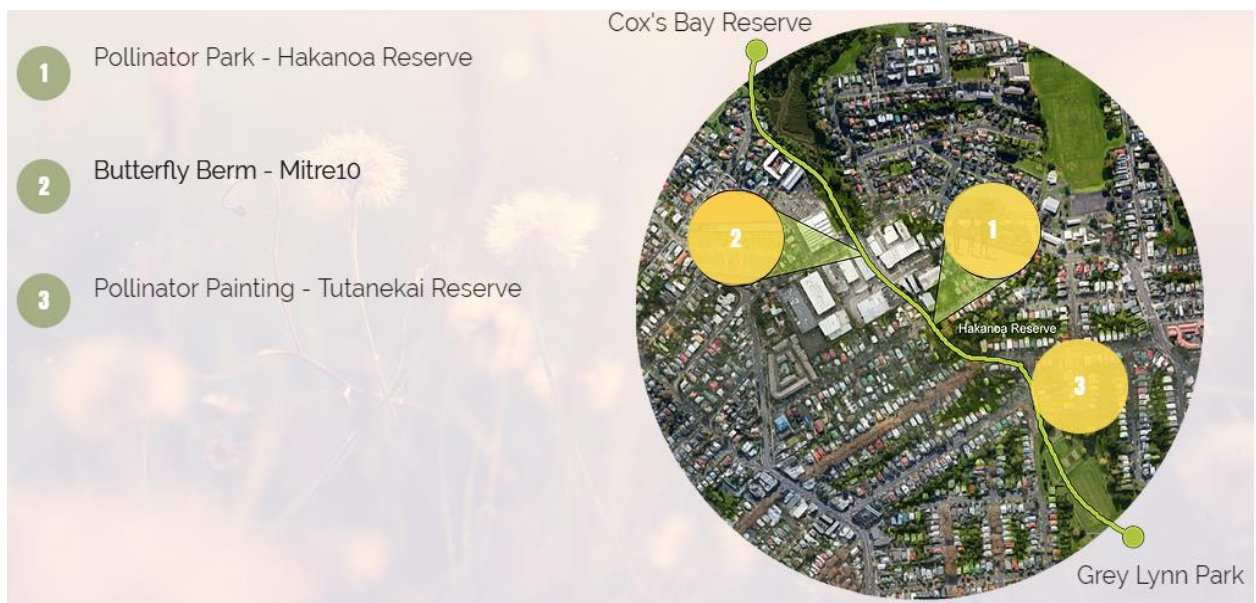 Cox's Bay Reserve
1
Pollinator Park - Hakanoa Reserve
2
Butterfly Berm - Mitre10
3
Pollinator Painting - Tutanekai Reserve
1
2
Hakanoa Reserve
3
Grey Lynn Park